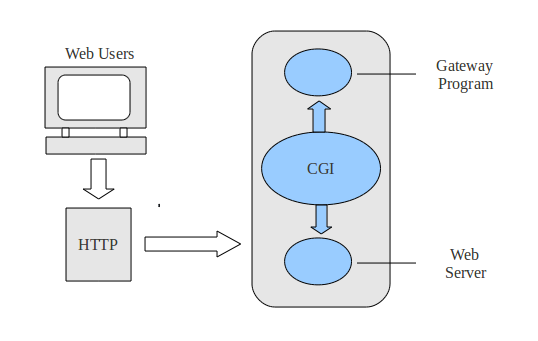 Web Users
HTTP
CGI
Gateway
Program
Web
Server